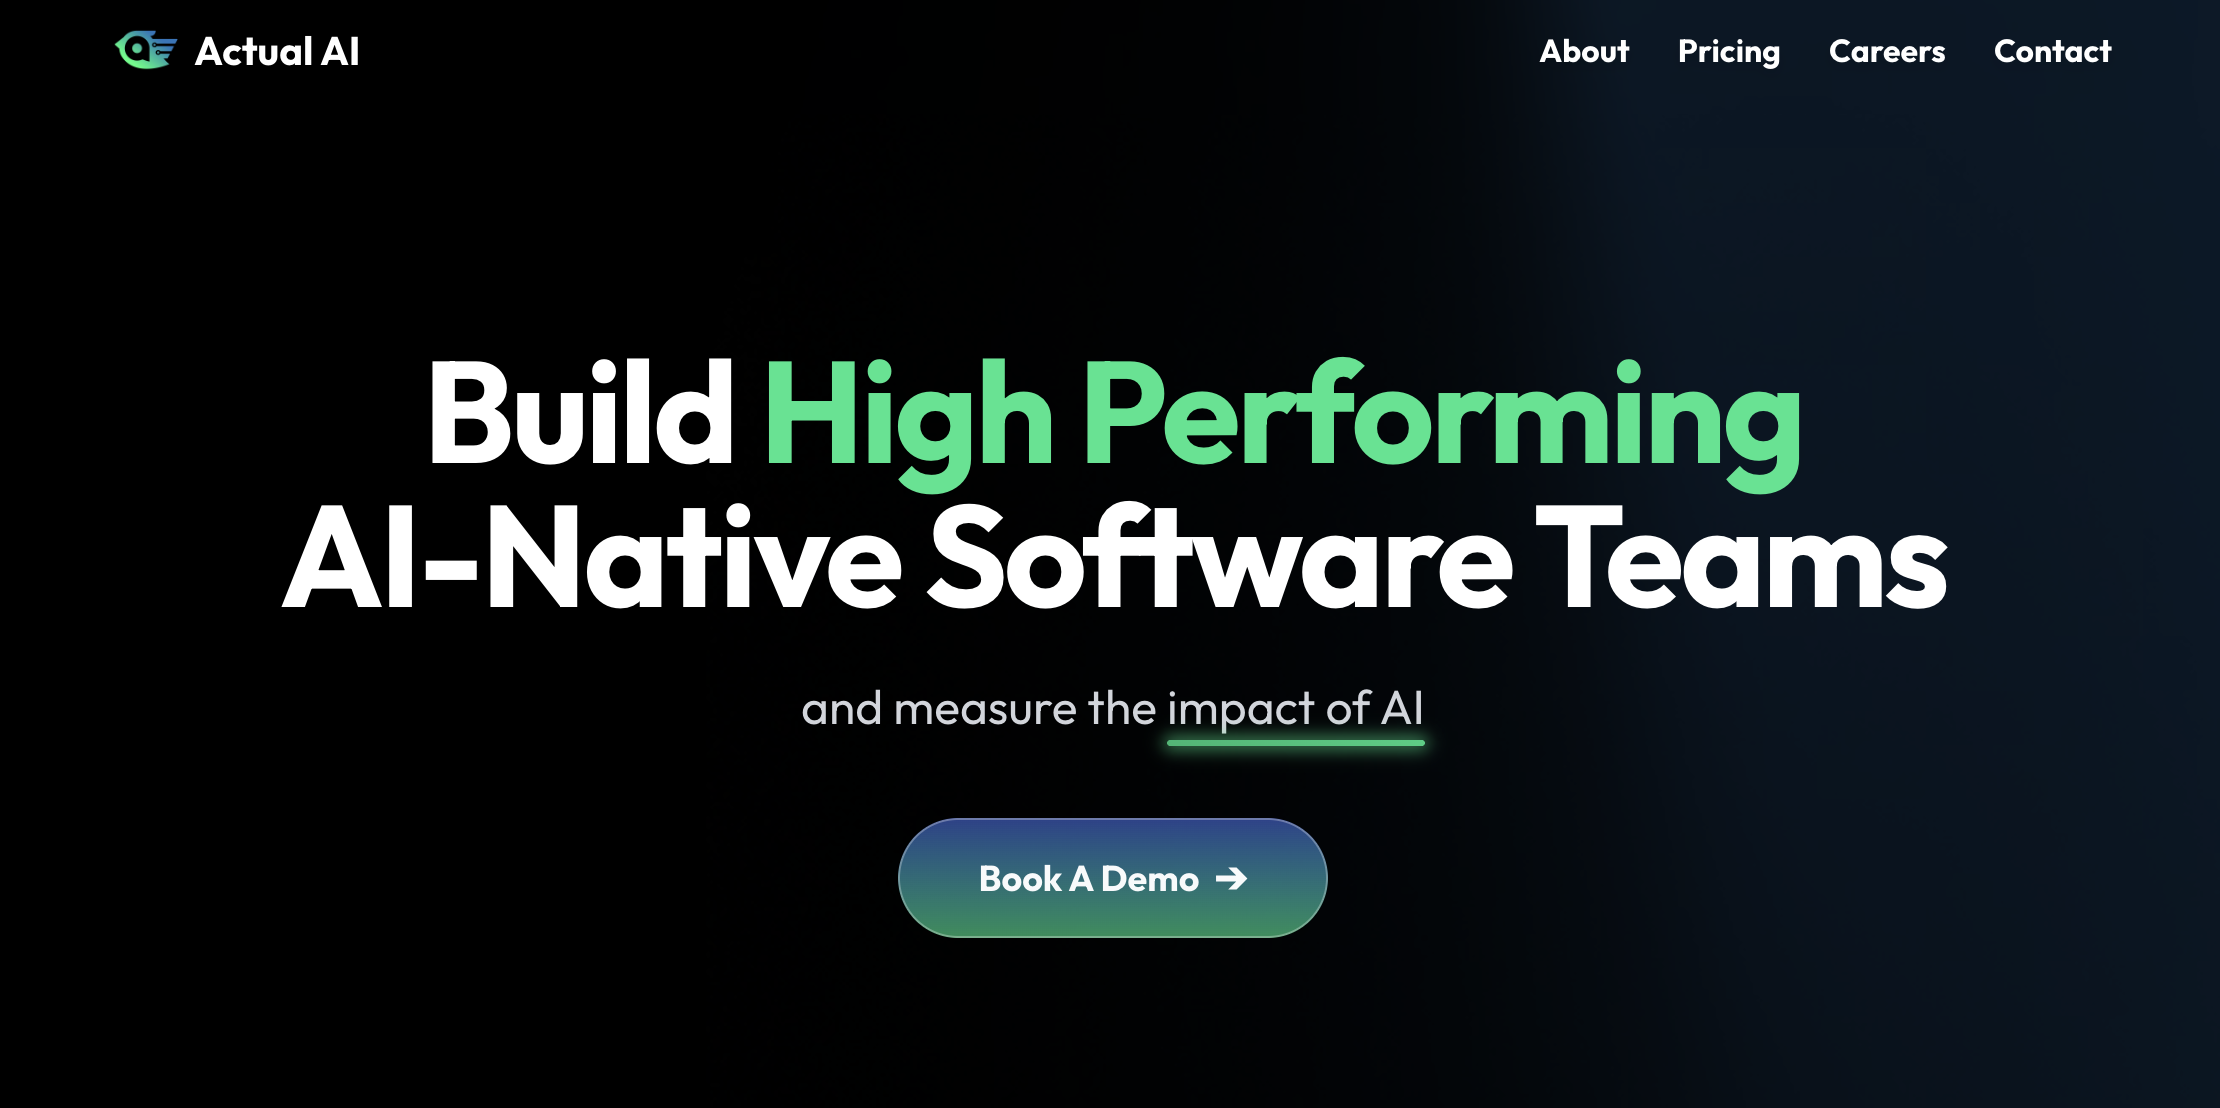 Actual AI
About
Pricing
Careers
Contact
Build High Performing
AI-Native Software Teams
and measure the impact of AI
Book A Demo ➔